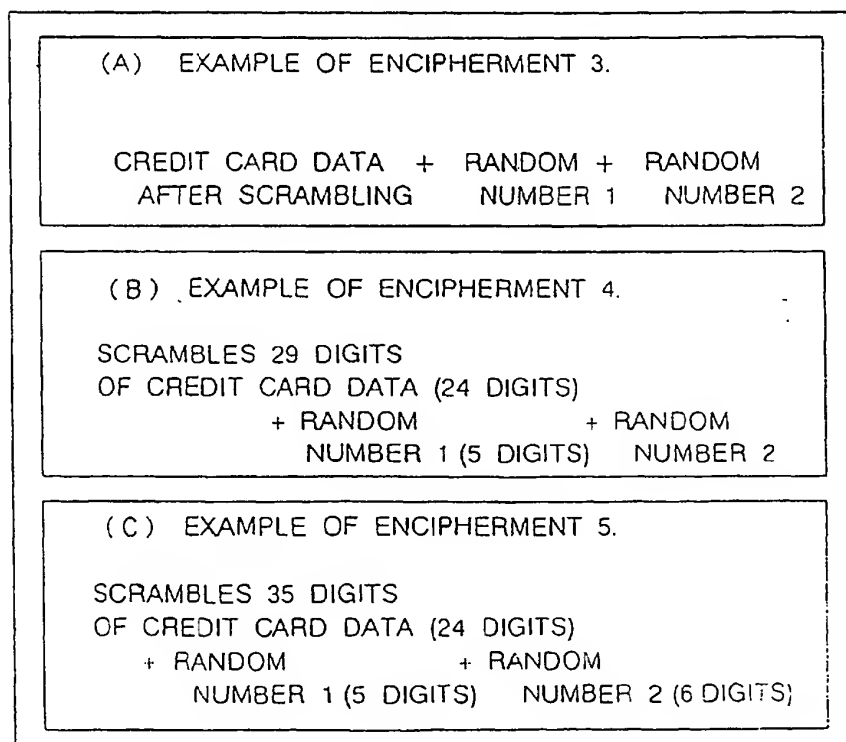 (A) EXAMPLE OF ENCIPHERMENT 3.
CREDIT CARD DATA + RANDOM + RANDOM
AFTER SCRAMBLING NUMBER 1 NUMBER 2
(B) EXAMPLE OF ENCIPHERMENT 4.
SCRAMBLES 29 DIGITS
OF CREDIT CARD DATA (24 DIGITS)
+ RANDOM + RANDOM
NUMBER 1 (5 DIGITS) NUMBER 2
(C) EXAMPLE OF ENCIPHERMENT 5.
SCRAMBLES 35 DIGITS
OF CREDIT CARD DATA (24 DIGITS)
+ RANDOM + RANDOM
NUMBER 1 (5 DIGITS) NUMBER 2 (6 DIGITS)